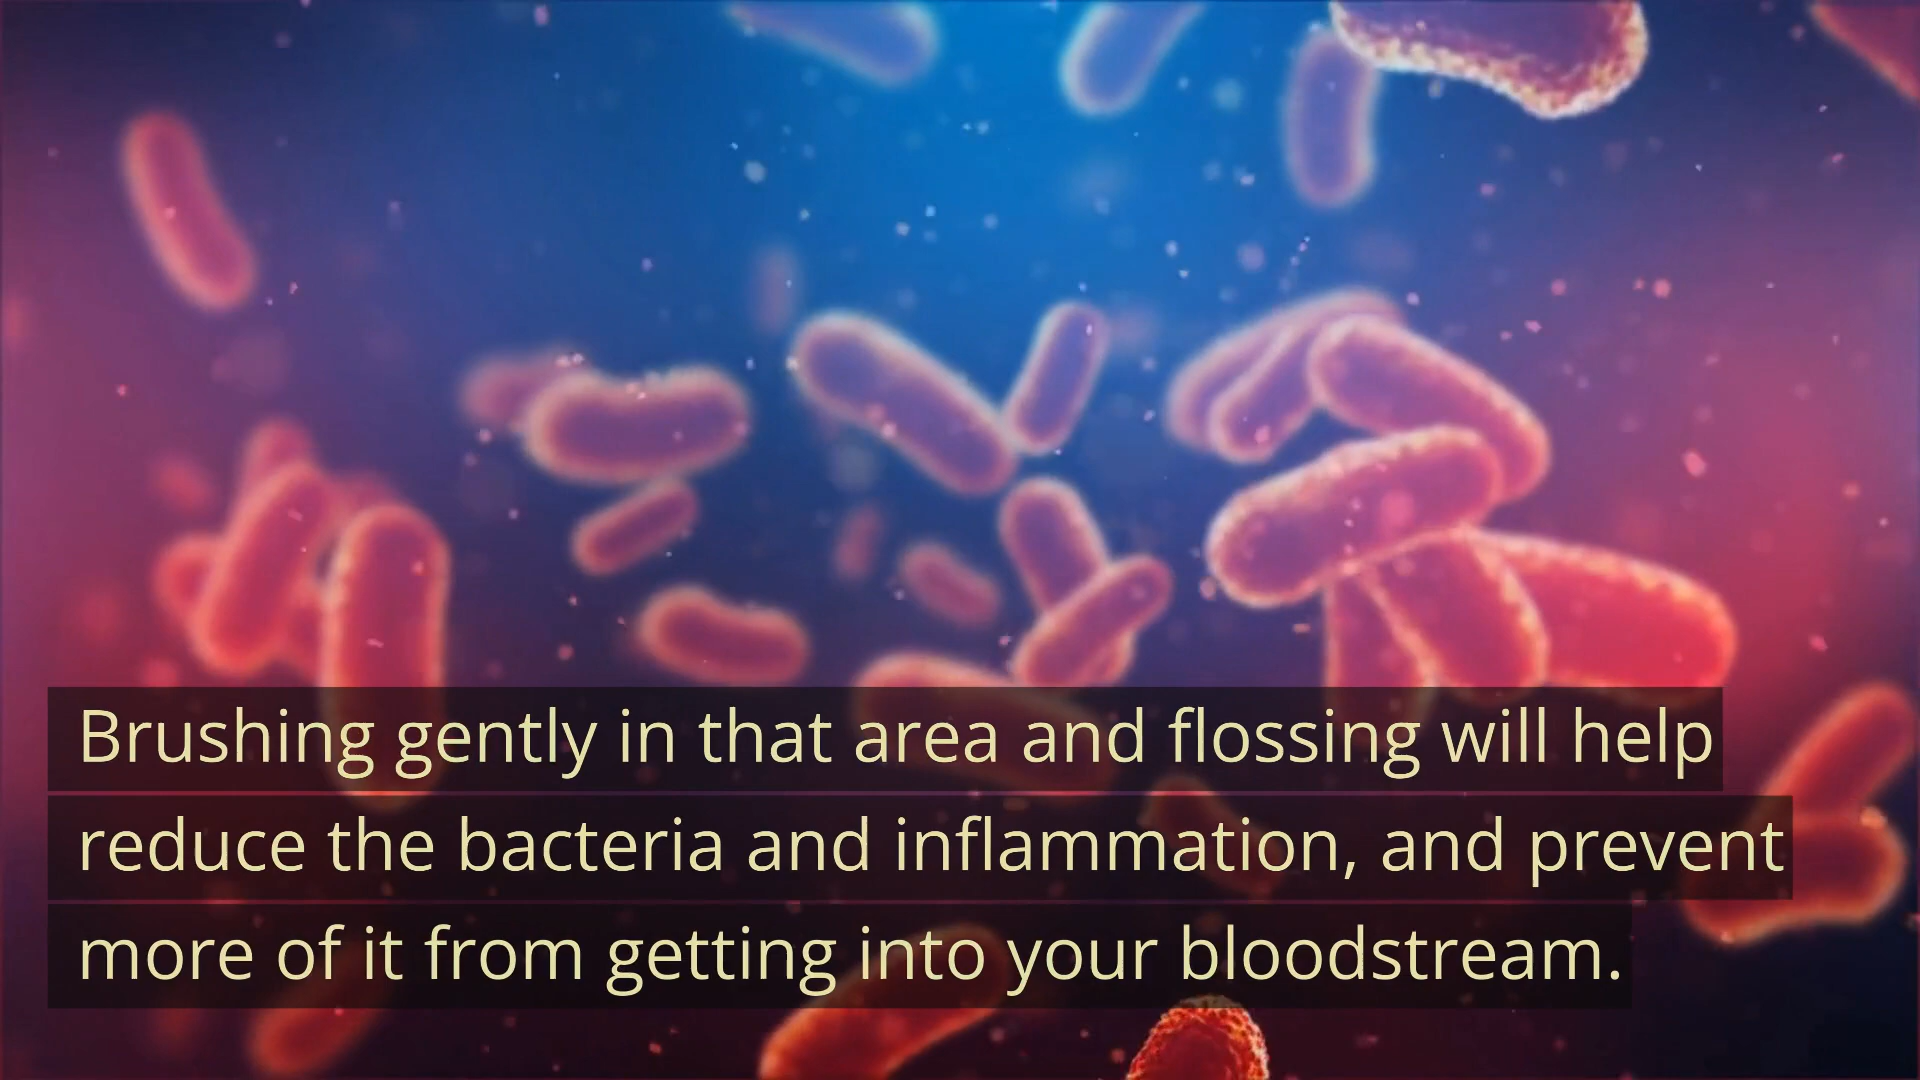 Brushing gently in that area and flossing will help
reduce the bacteria and inflammation, and prevent
more of it from getting into your bloodstream.